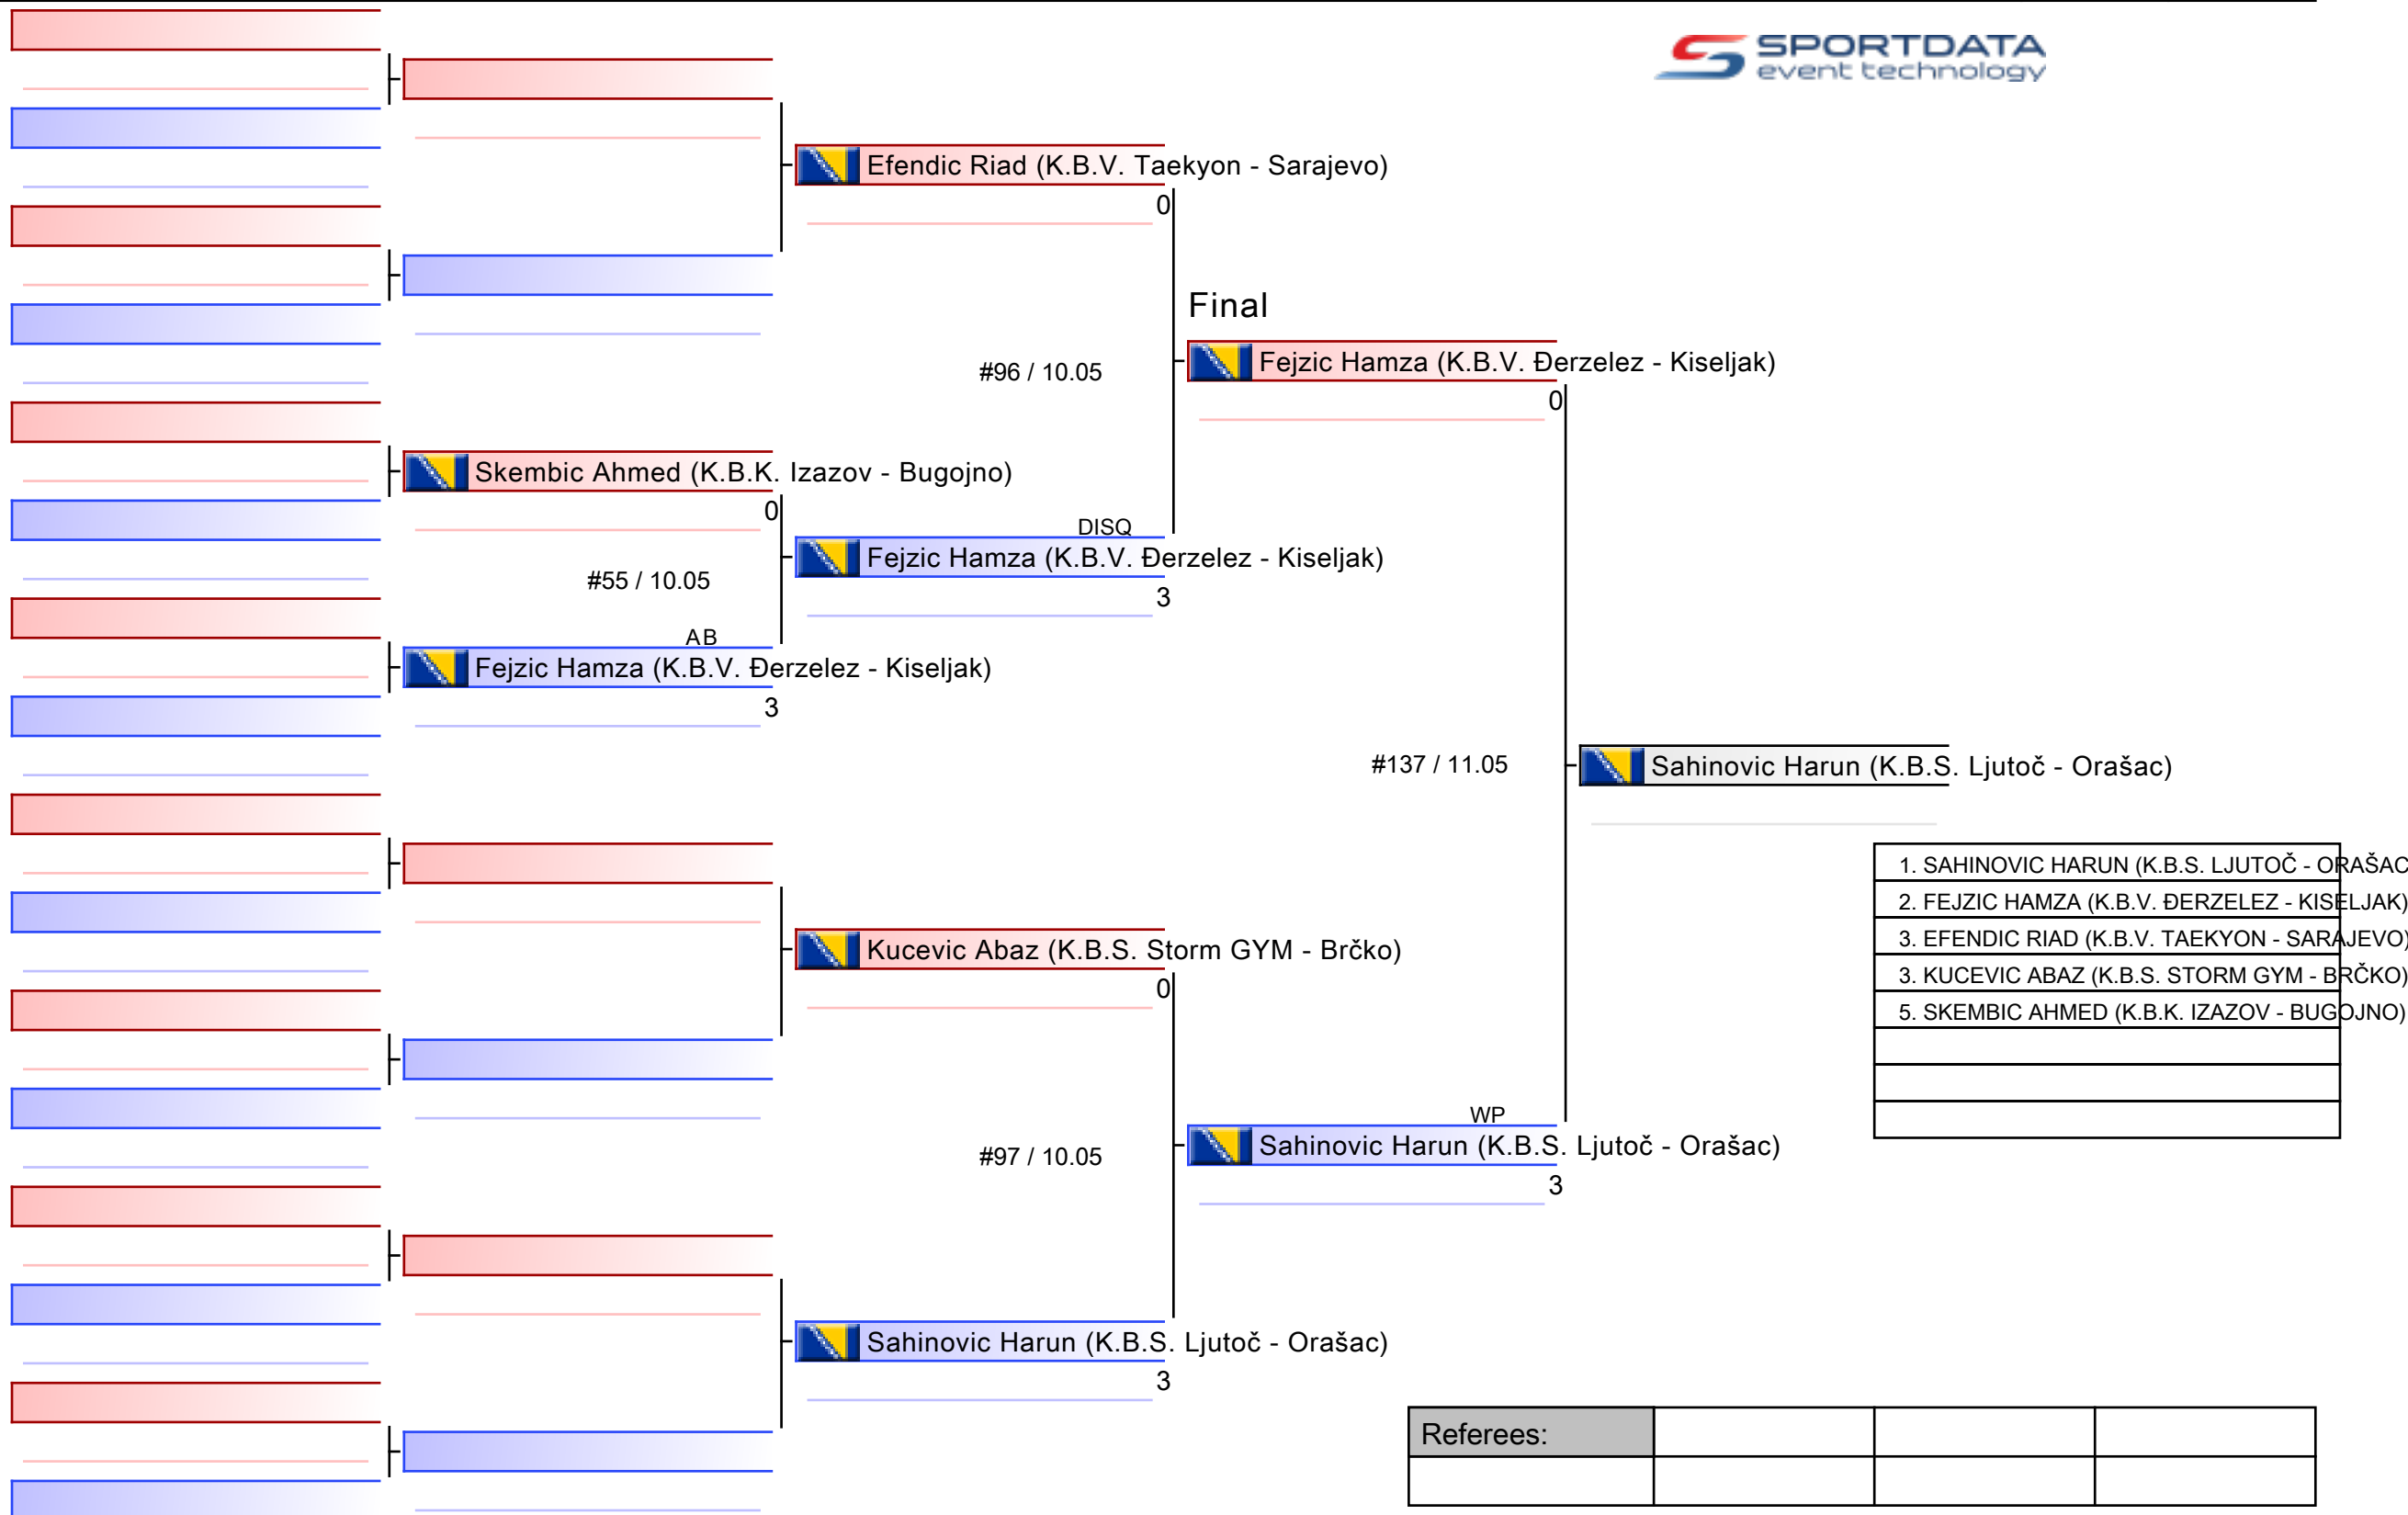 SPORTDATA
event technology
Efendic Riad (K.B.V. Taekyon - Sarajevo)
0
Final
#96 / 10.05
Fejzic Hamza (K.B.V. Đerzelez - Kiseljak)
0
Skembic Ahmed (K.B.K. Izazov - Bugojno)
0
DISQ
Fejzic Hamza (K.B.V. Đerzelez - Kiseljak)
3
#55 / 10.05
AB
Fejzic Hamza (K.B.V. Đerzelez - Kiseljak)
3
#137 / 11.05
Sahinovic Harun (K.B.S. Ljutoč - Orašac)
1. SAHINOVIC HARUN (K.B.S. LJUTOČ - ORAŠAC
2. FEJZIC HAMZA (K.B.V. ĐERZELEZ - KISELJAK)
3. EFENDIC RIAD (K.B.V. TAEKYON - SARAJEVO)
3. KUCEVIC ABAZ (K.B.S. STORM GYM - BRČKO)
5. SKEMBIC AHMED (K.B.K. IZAZOV - BUGOJNO)
Kucevic Abaz (K.B.S. Storm GYM - Brčko)
0
WP
#97 / 10.05
Sahinovic Harun (K.B.S. Ljutoč - Orašac)
3
Sahinovic Harun (K.B.S. Ljutoč - Orašac)
3
Referees: